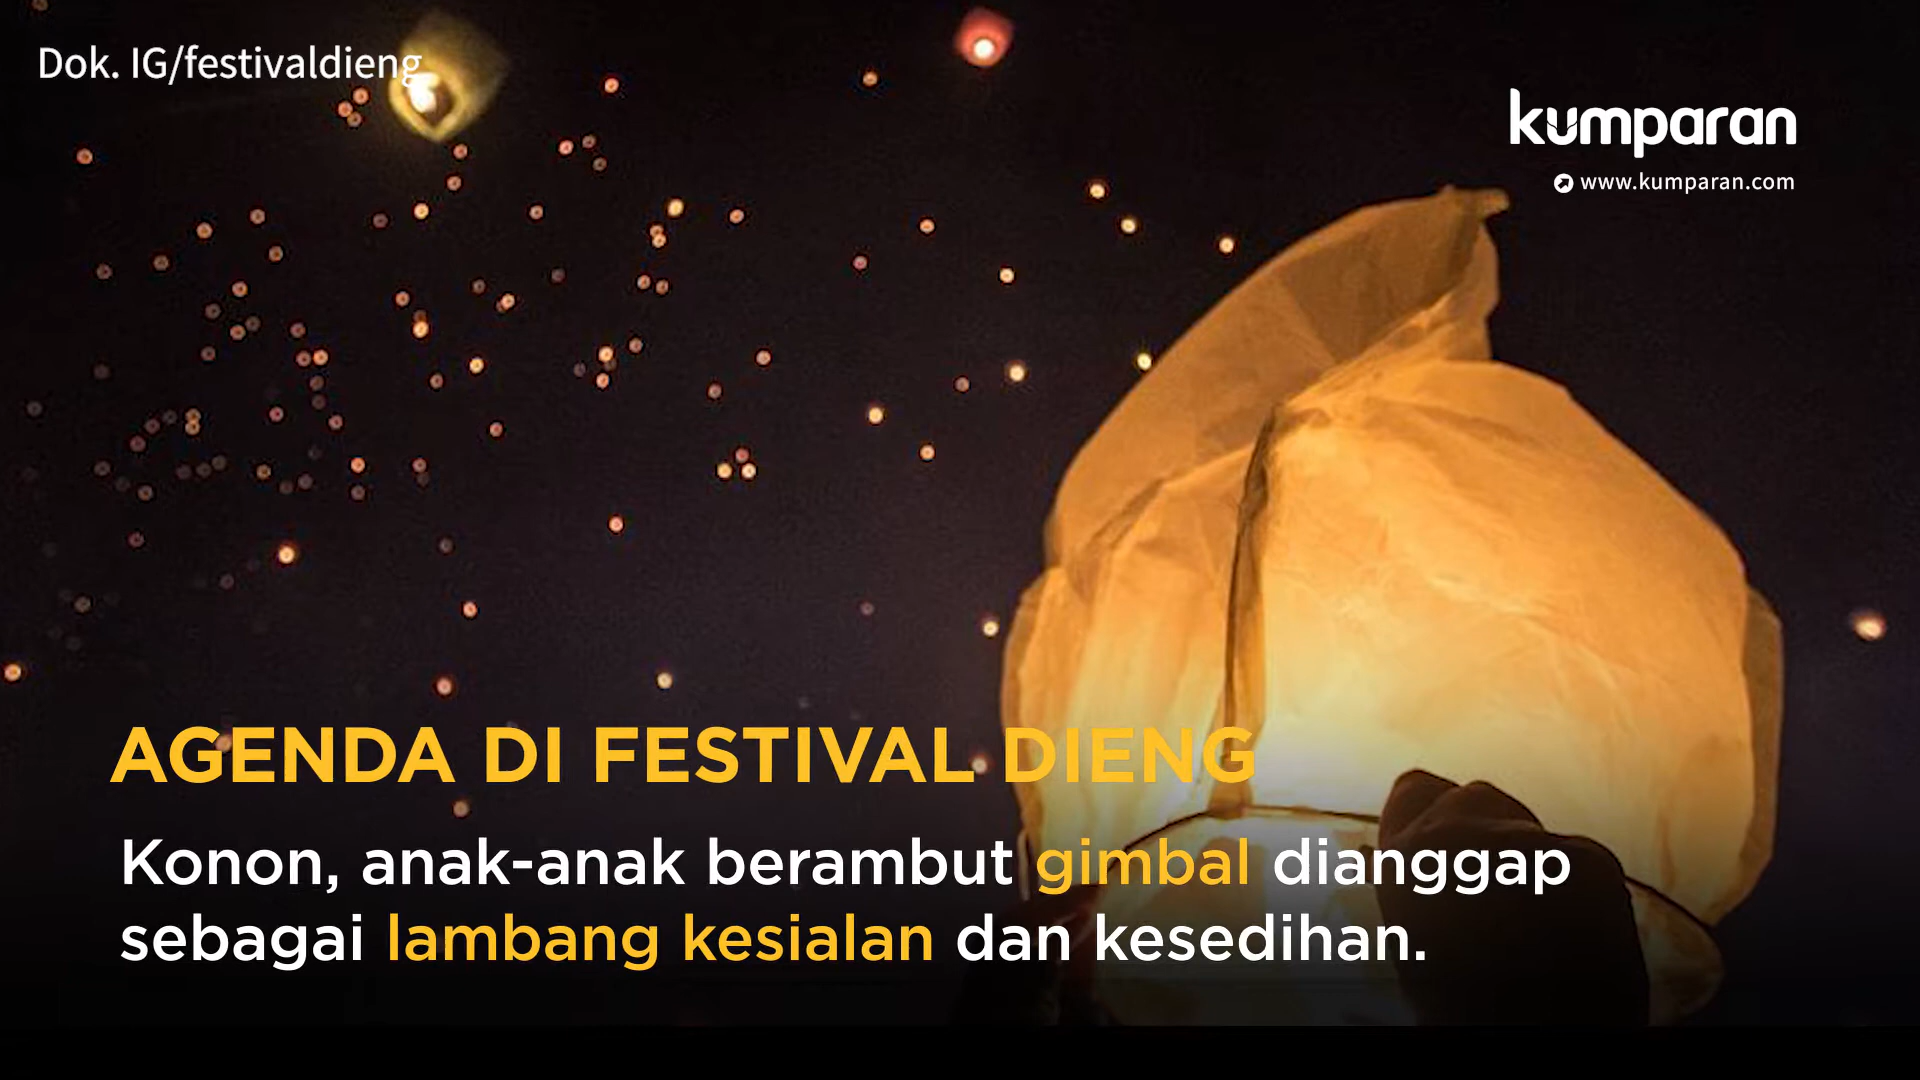 Dok. IG/festivaldieng
kumparan
www.kumparan.com
AGENDA DI FESTIVAL DIENG
Konon, anak-anak berambut gimbal dianggap
sebagai lambang kesialan dan kesedihan.